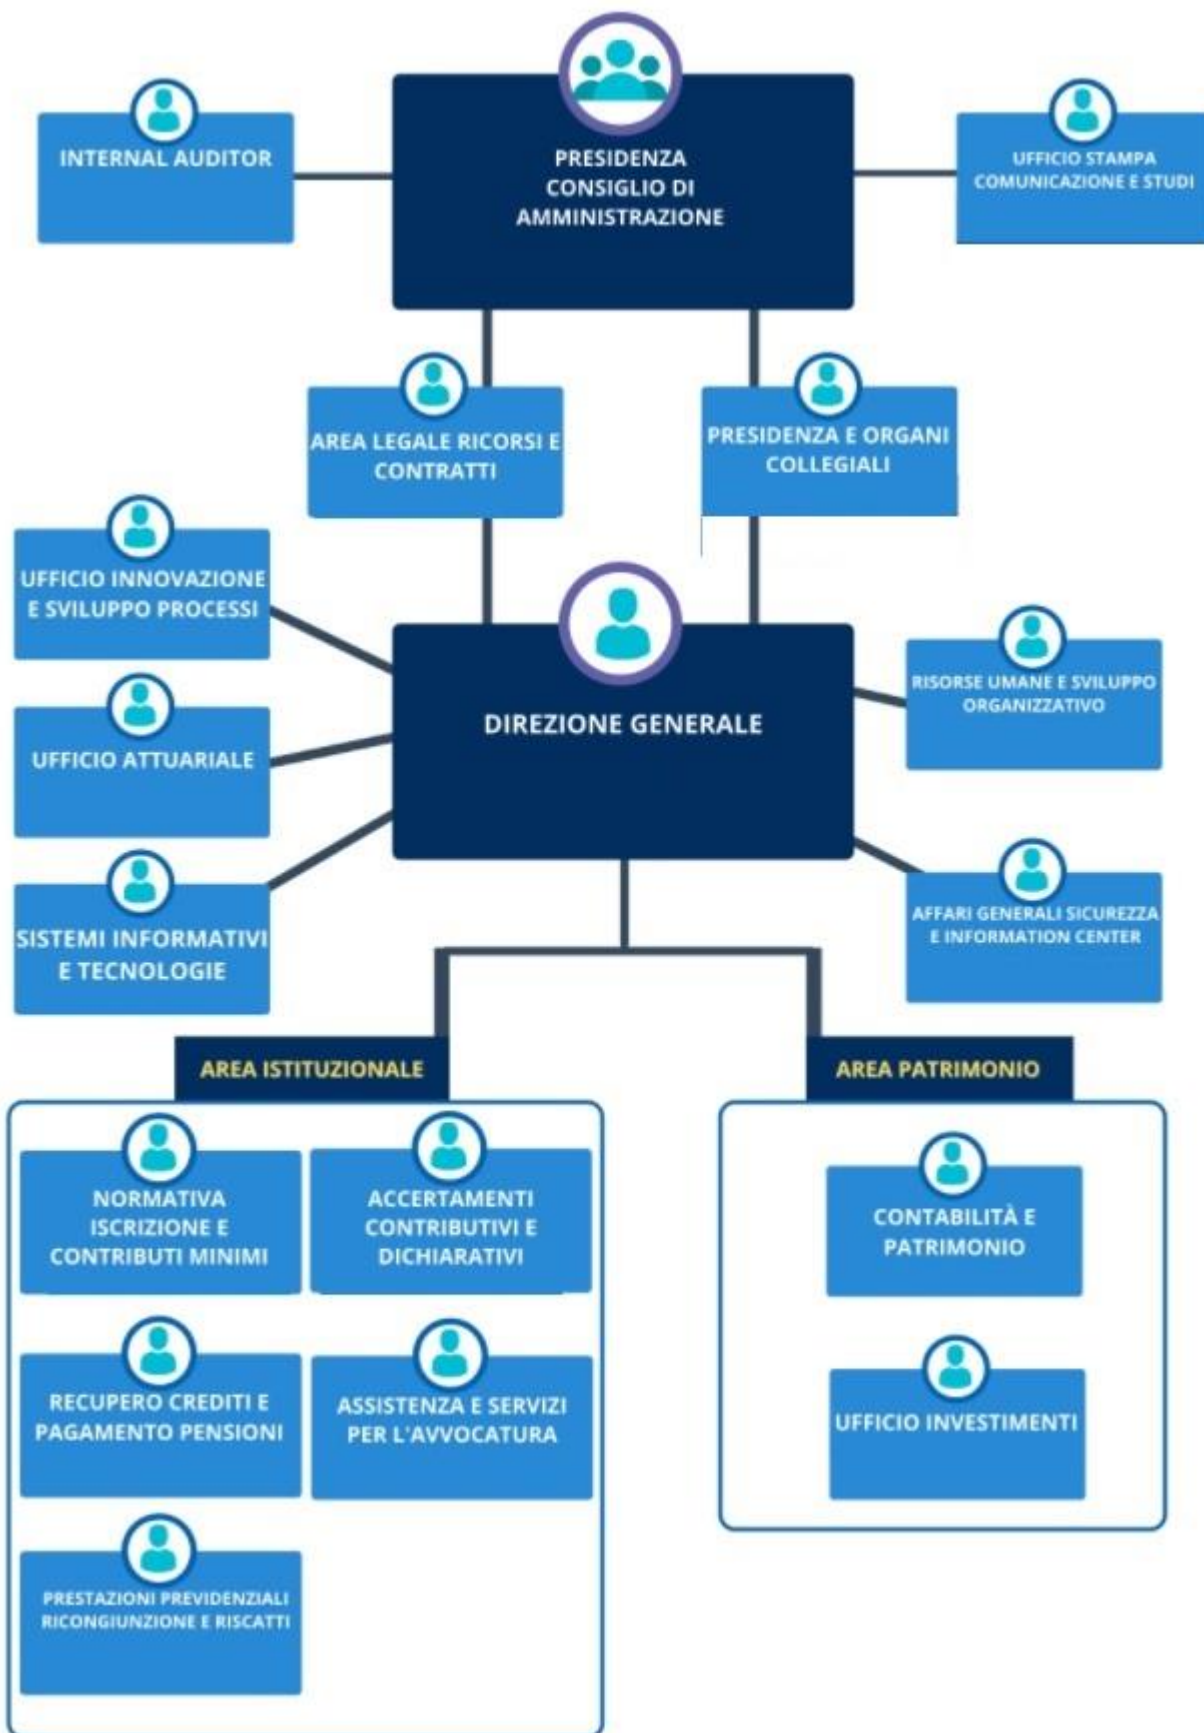 INTERNAL AUDITOR
PRESIDENZA
CONSIGLIO DI
AMMINISTRAZIONE
UFFICIO STAMPA
COMUNICAZIONE E STUDI
AREA LEGALE RICORSI E
CONTRATTI
PRESIDENZA E ORGANI
COLLEGIALI
UFFICIO INNOVAZIONE
E SVILUPPO PROCESSI
UFFICIO ATTUARIALE
SISTEMI INFORMATIVI
E TECNOLOGIE
DIREZIONE GENERALE
RISORSE UMANE E SVILUPPO
ORGANIZZATIVO
AFFARI GENERALI SICUREZZA
E INFORMATION CENTER
AREA ISTITUZIONALE
NORMATIVA
ISCRIZIONE E
CONTRIBUTI MINIMI
ACCERTAMENTI
CONTRIBUTIVI E
DICHIARATIVI
RECUPERO CREDITI E
PAGAMENTO PENSIONI
ASSISTENZA E SERVIZI
PER L'AVVOCATURA
PRESTAZIONI PREVIDENZIALI
RICONGIUNZIONE E RISCATTI
AREA PATRIMONIO
CONTABILITÀ E
PATRIMONIO
UFFICIO INVESTIMENTI